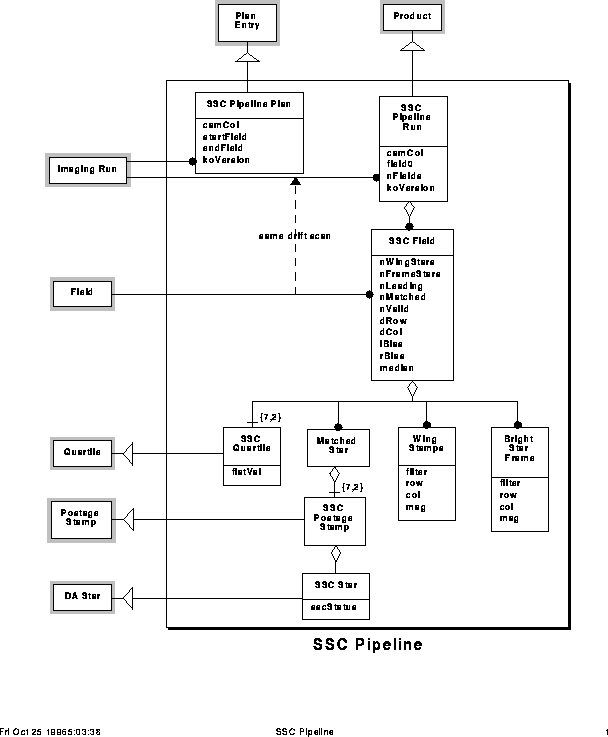 Plan
Entry
Product
SSC Pipeline Plan
camCol
startField
endField
koVersion
SSC
Pipeline
Run
camCol
field0
nFields
koVersion
Imaging Run
same drift scan
SSC Field
nWingStars
nFrameStars
nLeading
nMatched
nValid
dRow
dCol
lBias
rBias
median
Field
{7,2}
SSC
Quartile
flatVal
Matched
Star
Wing
Stamps
filter
row
col
mag
Bright
Star
Frame
filter
row
col
mag
Quartile
{7,2}
SSC
Postage
Stamp
Postage
Stamp
SSC Star
sscStatus
DA Star
SSC Pipeline
Fri Oct 25 19965:03:38
SSC Pipeline
1